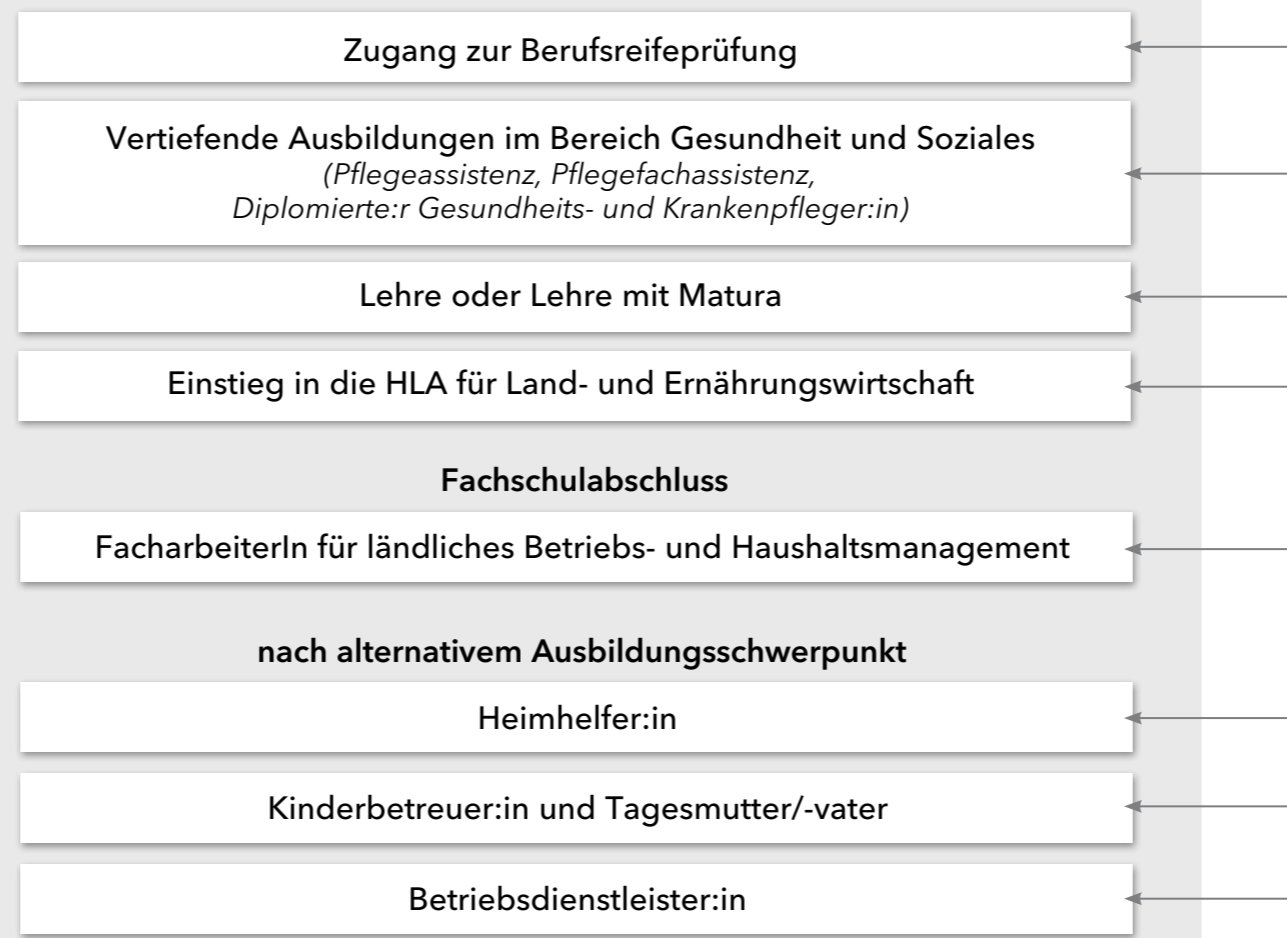 Zugang zur Berufsreifeprüfung
Vertiefende Ausbildungen im Bereich Gesundheit und Soziales
(Pflegeassistenz, Pflegefachassistenz,
Diplomierte:r Gesundheits- und Krankenpfleger:in)
Lehre oder Lehre mit Matura
Einstieg in die HLA für Land- und Ernährungswirtschaft
Fachschulabschluss
FacharbeiterIn für ländliches Betriebs- und Haushaltsmanagement
nach alternativem Ausbildungsschwerpunkt
Heimhelfer:in
Kinderbetreuer:in und Tagesmutter/-vater
Betriebsdienstleister:in